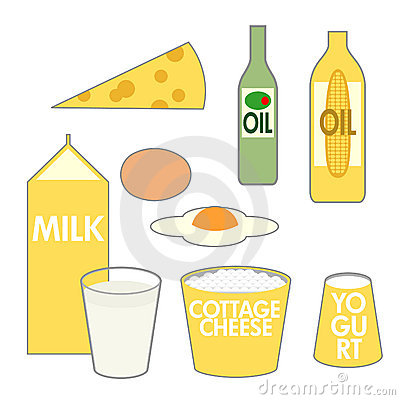 OIL
OIL
MILK
COTTAGE
CHEESE
YO
GU
RT
dreamstime.com